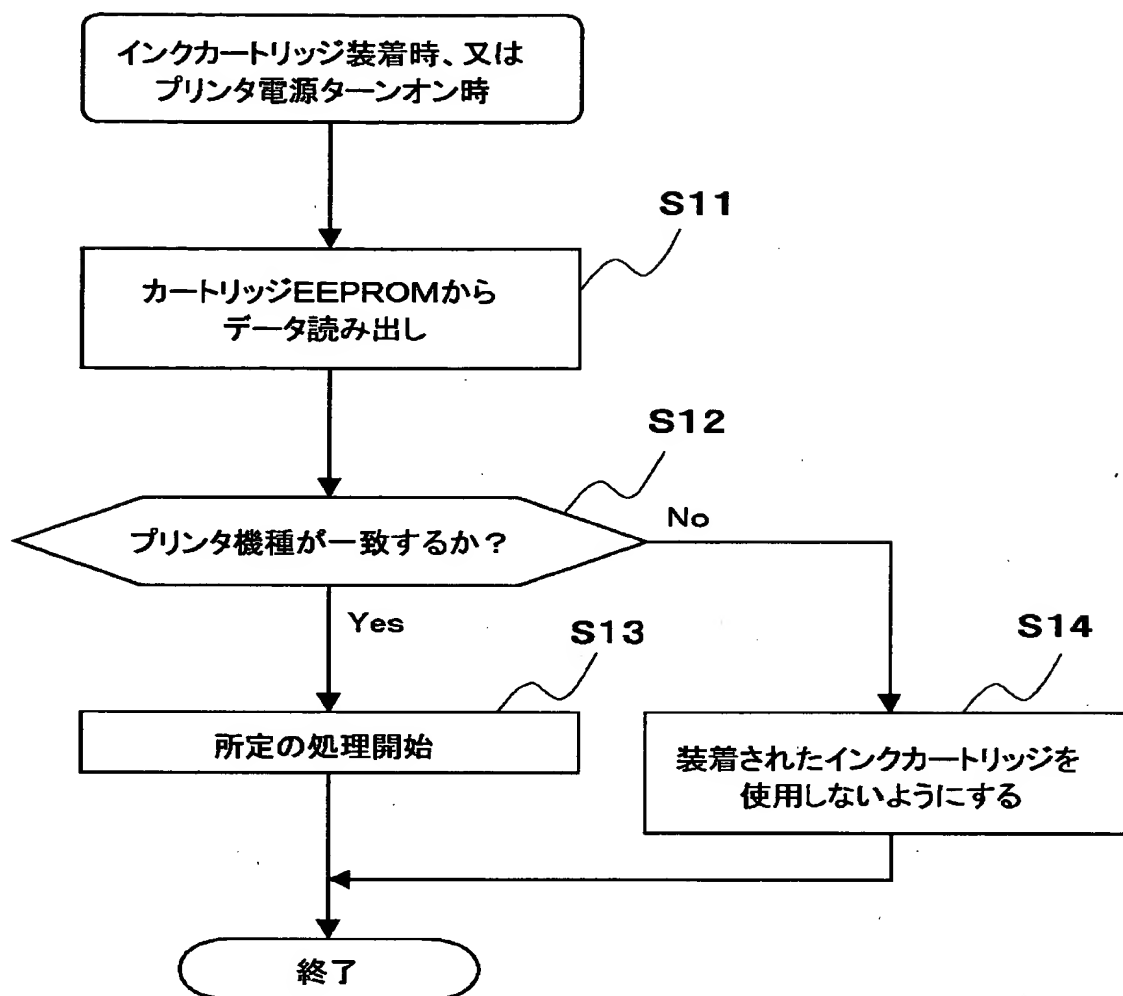 インクカートリッジ装着時、又は
プリンタ電源ターンオン時
S11
カートリッジEEPROMから
データ読み出し
S12
プリンタ機種が一致するか？
No
Yes
S13
S14
所定の処理開始
装着されたインクカートリッジを
使用しないようにする
終了